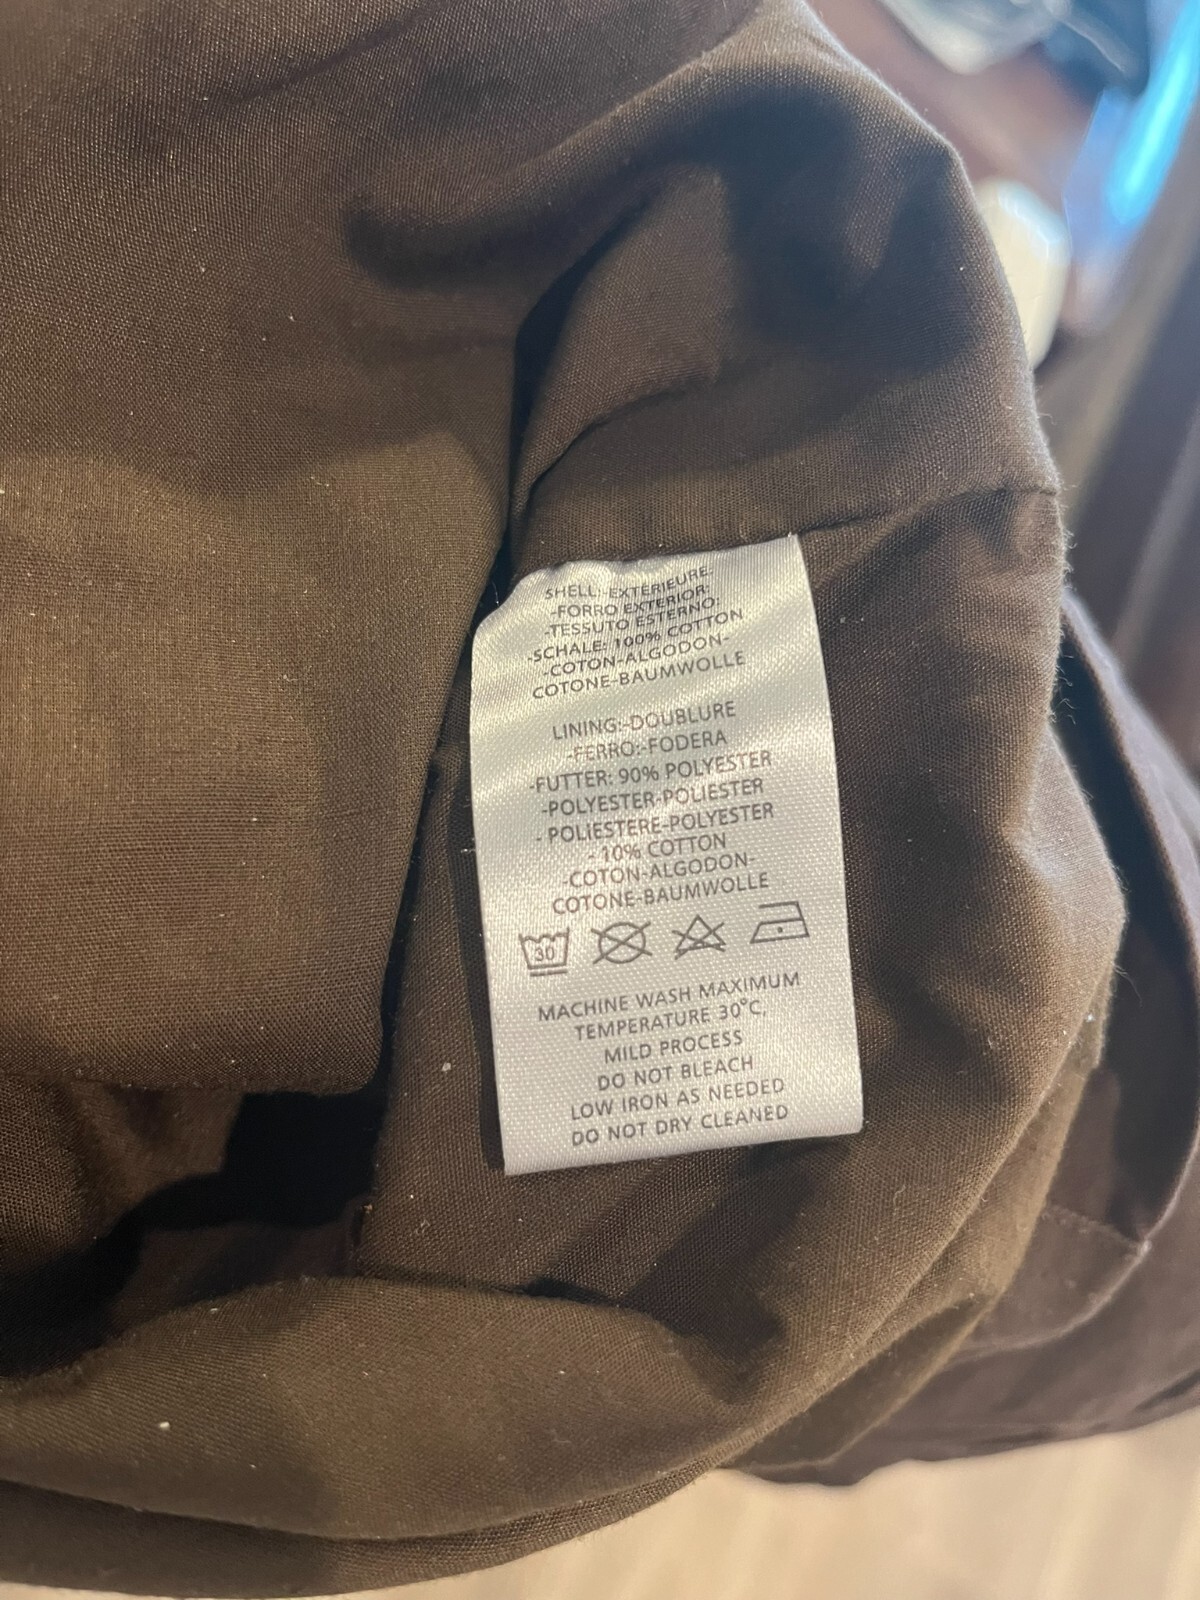 SHELL:-EXTERIEURE:
-FORRO EXTERIOR:
-TESSUTO ESTERNO:
-SCHALE: 100% COTTON
-COTON-ALGODON-
COTONE-BAUMWOLLE
LINING:-DOUBLURE
-FERRO:-FODERA
-FUTTER: 90% POLYESTER
-POLYESTER-POLIESTER
- POLIESTERE-POLYESTER
- 10% COTTON
-COTON-ALGODON-
COTONE-BAUMWOLLE
30
MACHINE WASH MAXIMUM
TEMPERATURE 30°C,
MILD PROCESS
DO NOT BLEACH
LOW IRON AS NEEDED
DO NOT DRY CLEANED